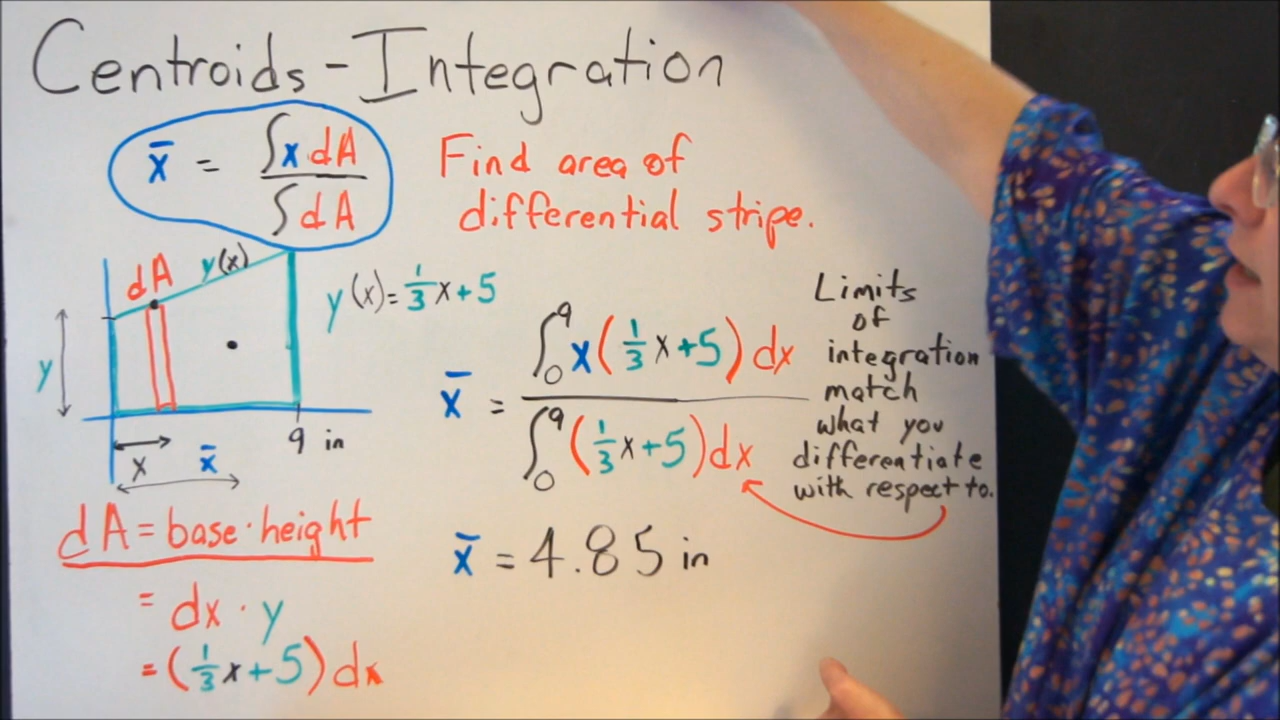 Centroids - Integration
x̄ = ∫x dA / ∫dA
Find area of
differential stripe.
dA
y(x)
y(x) = 1/3 x + 5
y
x
x̄
9 in
dA = base · height
= dx · y
= (1/3 x + 5) dx
x̄ = ∫₀⁹ x(1/3 x + 5) dx / ∫₀⁹ (1/3 x + 5) dx
x̄ = 4.85 in
Limits
of
integration
match
what you
differentiate
with respect to.